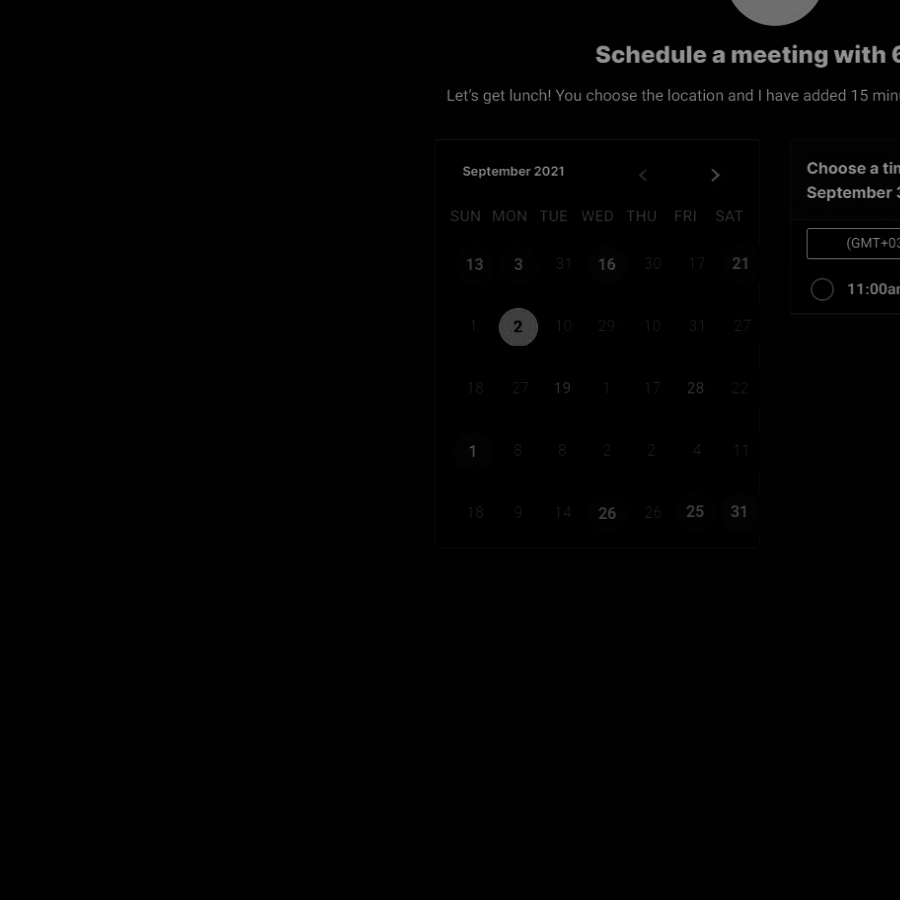 Schedule a meeting with 6
Let's get lunch! You choose the location and I have added 15 min
September 2021
SUN MON TUE WED THU FRI SAT
13 3 31 16 30 17 21
1 2 10 29 10 31 27
18 27 19 1 17 28 22
1 8 8 2 2 4 11
18 9 14 26 26 25 31
Choose a tim
September 3
(GMT+03
11:00am